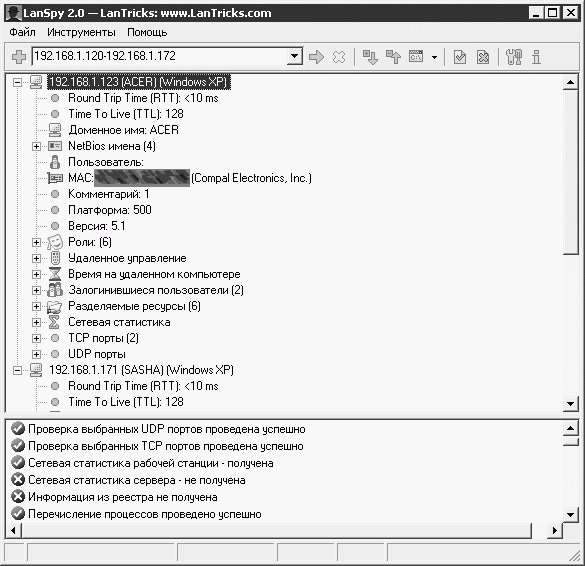 LanSpy 2.0 — LanTricks: www.LanTricks.com
Файл Инструменты Помощь
192.168.1.120-192.168.1.172
192.168.1.123 (ACER) (Windows XP)
Round Trip Time (RTT): <10 ms
Time To Live (TTL): 128
Доменное имя: ACER
NetBios имена (4)
Пользователь:
MAC: (Compal Electronics, Inc.)
Комментарий: 1
Платформа: 500
Версия: 5.1
Роли: (6)
Удаленное управление
Время на удаленном компьютере
Залогинившиеся пользователи (2)
Разделяемые ресурсы (6)
Сетевая статистика
TCP порты (2)
UDP порты
192.168.1.171 (SASHA) (Windows XP)
Round Trip Time (RTT): <10 ms
Time To Live (TTL): 128
Проверка выбранных UDP портов проведена успешно
Проверка выбранных TCP портов проведена успешно
Сетевая статистика рабочей станции - получена
Сетевая статистика сервера - не получена
Информация из реестра не получена
Перечисление процессов проведено успешно